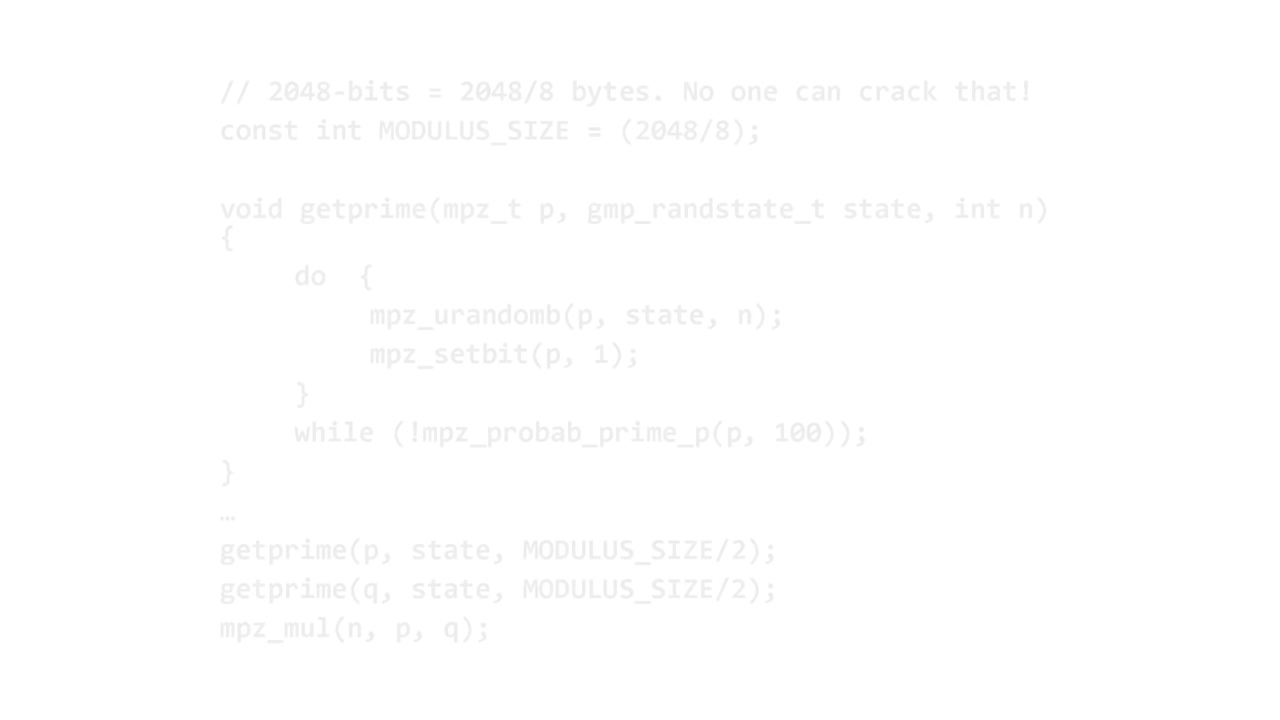 // 2048-bits = 2048/8 bytes. No one can crack that!
const int MODULUS_SIZE = (2048/8);
void getprime(mpz_t p, gmp_randstate_t state, int n)
{
do {
mpz_urandomb(p, state, n);
mpz_setbit(p, 1);
}
while (!mpz_probab_prime_p(p, 100));
}
…
getprime(p, state, MODULUS_SIZE/2);
getprime(q, state, MODULUS_SIZE/2);
mpz_mul(n, p, q);